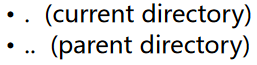 • . (current directory)
• .. (parent directory)